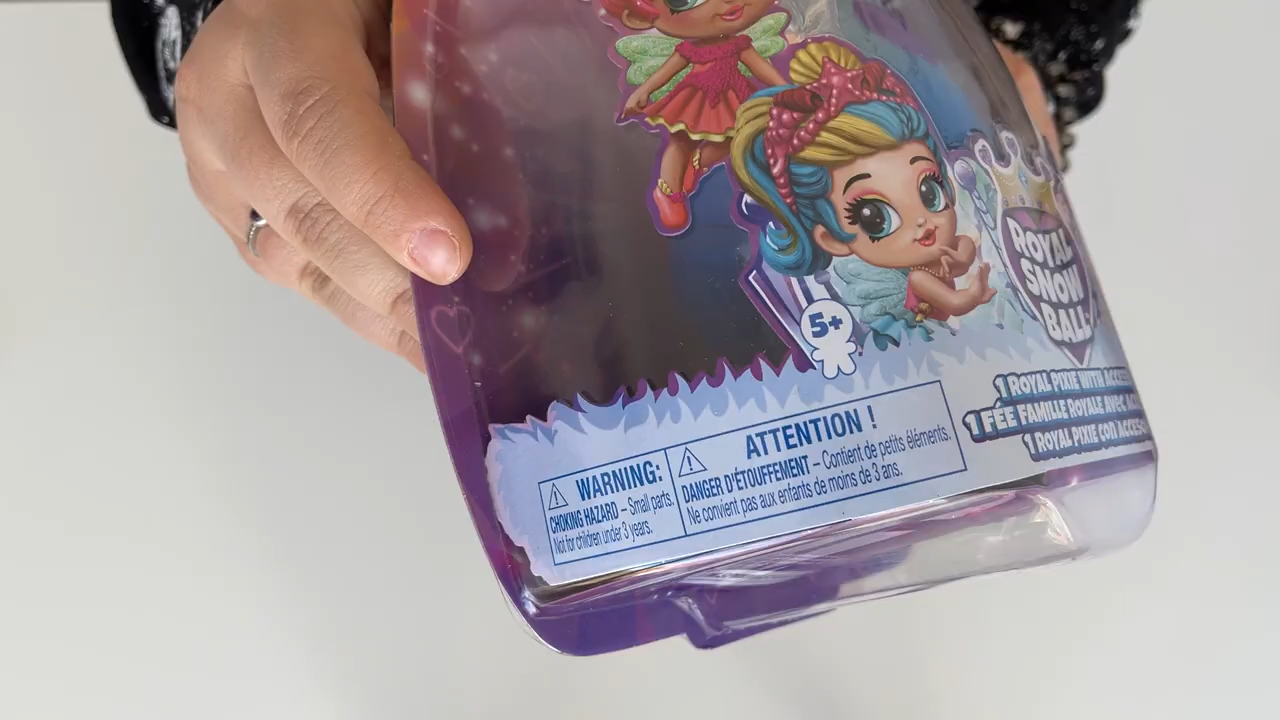 ROYAL
SNOW
BALL
5+
1 ROYAL PIXIE WITH
1 FÉE FAMILLE ROYALE AVEC
1 ROYAL PIXIE CON
WARNING:
CHOKING HAZARD – Small parts.
Not for children under 3 years.
ATTENTION !
DANGER D'ÉTOUFFEMENT – Contient de petits éléments.
Ne convient pas aux enfants de moins de 3 ans.